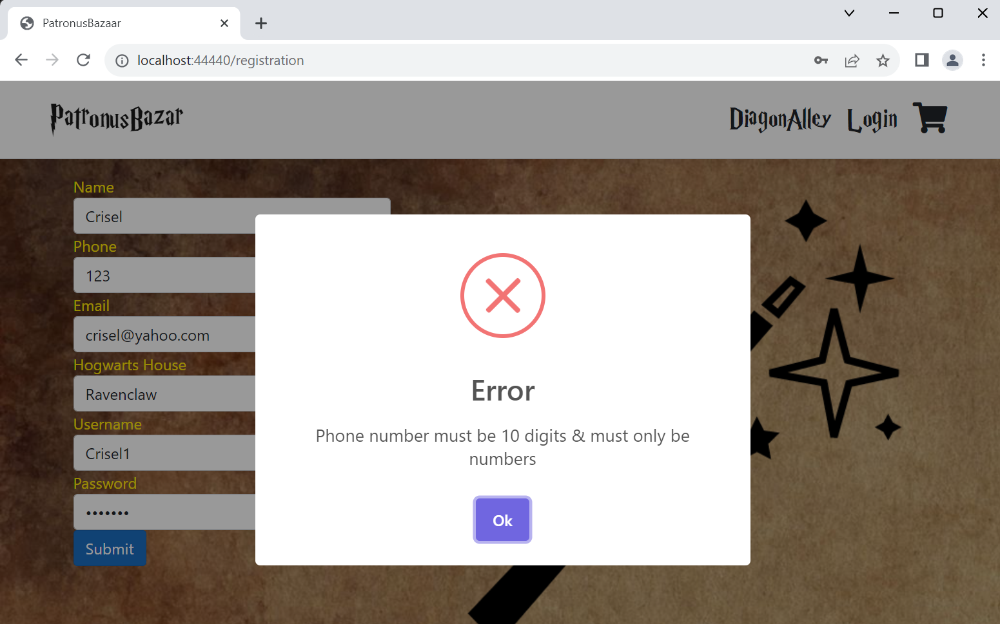 PatronusBazaar
localhost:44440/registration
PatronusBazar
DiagonAlley Login
Name
Crisel
Phone
123
Email
crisel@yahoo.com
Hogwarts House
Ravenclaw
Username
Crisel1
Password
•••••••
Submit
Error
Phone number must be 10 digits & must only be
numbers
Ok